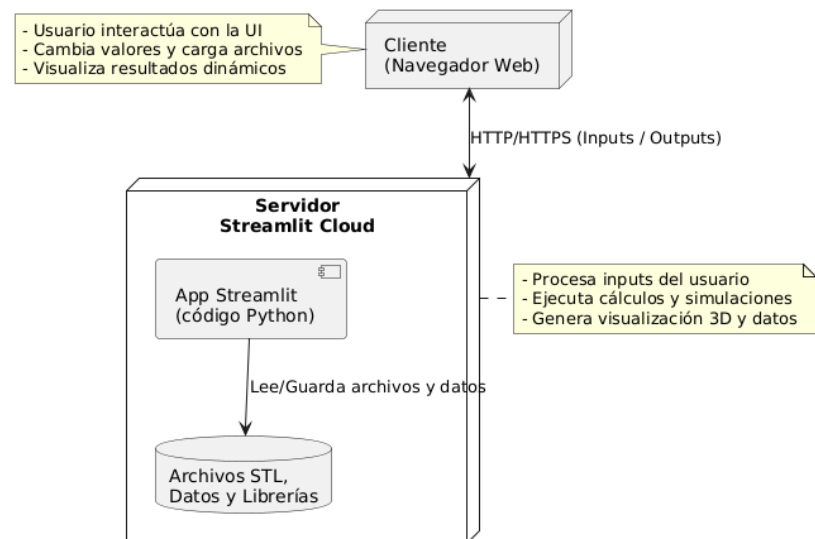 - Usuario interactúa con la UI
- Cambia valores y carga archivos
- Visualiza resultados dinámicos
Cliente
(Navegador Web)
HTTP/HTTPS (Inputs / Outputs)
Servidor
Streamlit Cloud
App Streamlit
(código Python)
- Procesa inputs del usuario
- Ejecuta cálculos y simulaciones
- Genera visualización 3D y datos
Lee/Guarda archivos y datos
Archivos STL,
Datos y Librerías